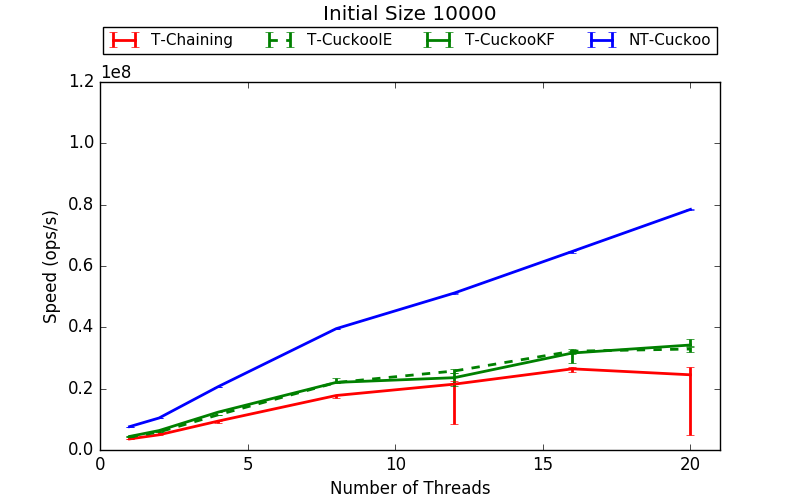 Initial Size 10000
T-Chaining T-CuckooIE T-CuckooKF NT-Cuckoo
1e8
1.2
1.0
0.8
0.6
0.4
0.2
0.0
Speed (ops/s)
0 5 10 15 20
Number of Threads